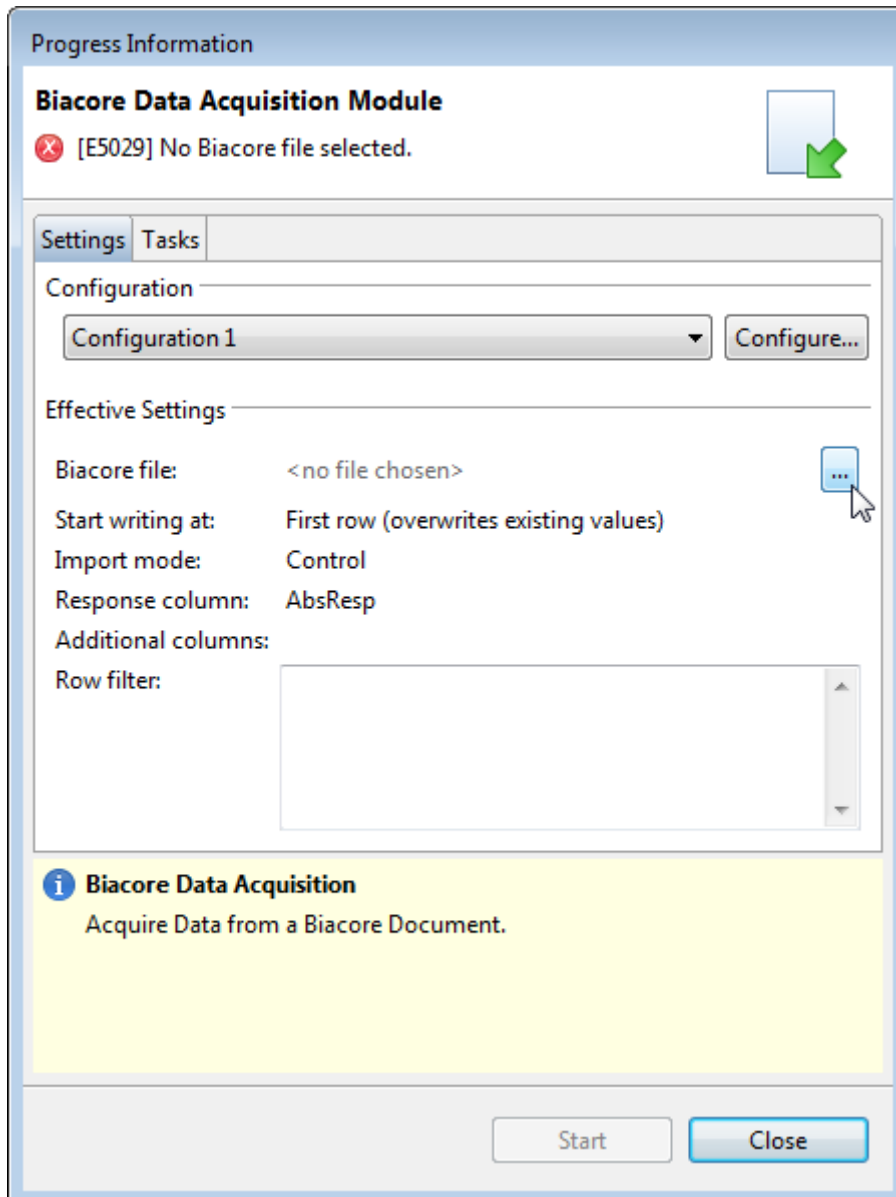 Progress Information
Biacore Data Acquisition Module
[E5029] No Biacore file selected.
Settings Tasks
Configuration
Configuration 1 Configure...
Effective Settings
Biacore file: <no file chosen> ...
Start writing at: First row (overwrites existing values)
Import mode: Control
Response column: AbsResp
Additional columns:
Row filter:
Biacore Data Acquisition
Acquire Data from a Biacore Document.
Start Close